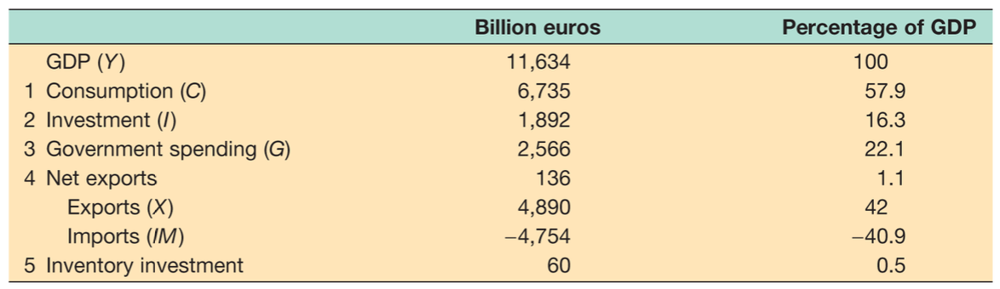 Billion euros Percentage of GDP
GDP (Y) 11,634 100
1 Consumption (C) 6,735 57.9
2 Investment (I) 1,892 16.3
3 Government spending (G) 2,566 22.1
4 Net exports 136 1.1
Exports (X) 4,890 42
Imports (IM) −4,754 −40.9
5 Inventory investment 60 0.5